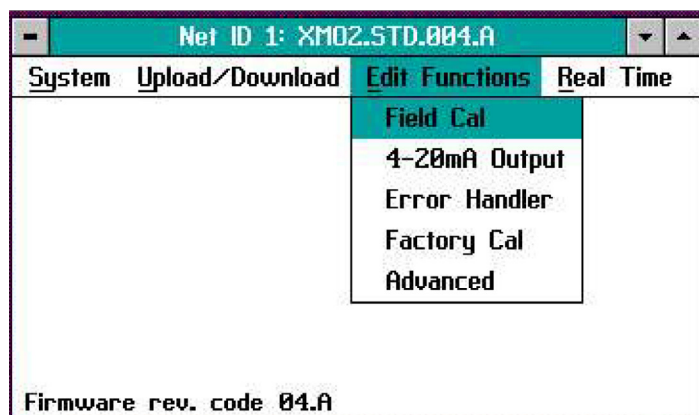 Net ID 1: XMO2.STD.004.A
System Upload/Download Edit Functions Real Time
Field Cal
4-20mA Output
Error Handler
Factory Cal
Advanced
Firmware rev. code 04.A